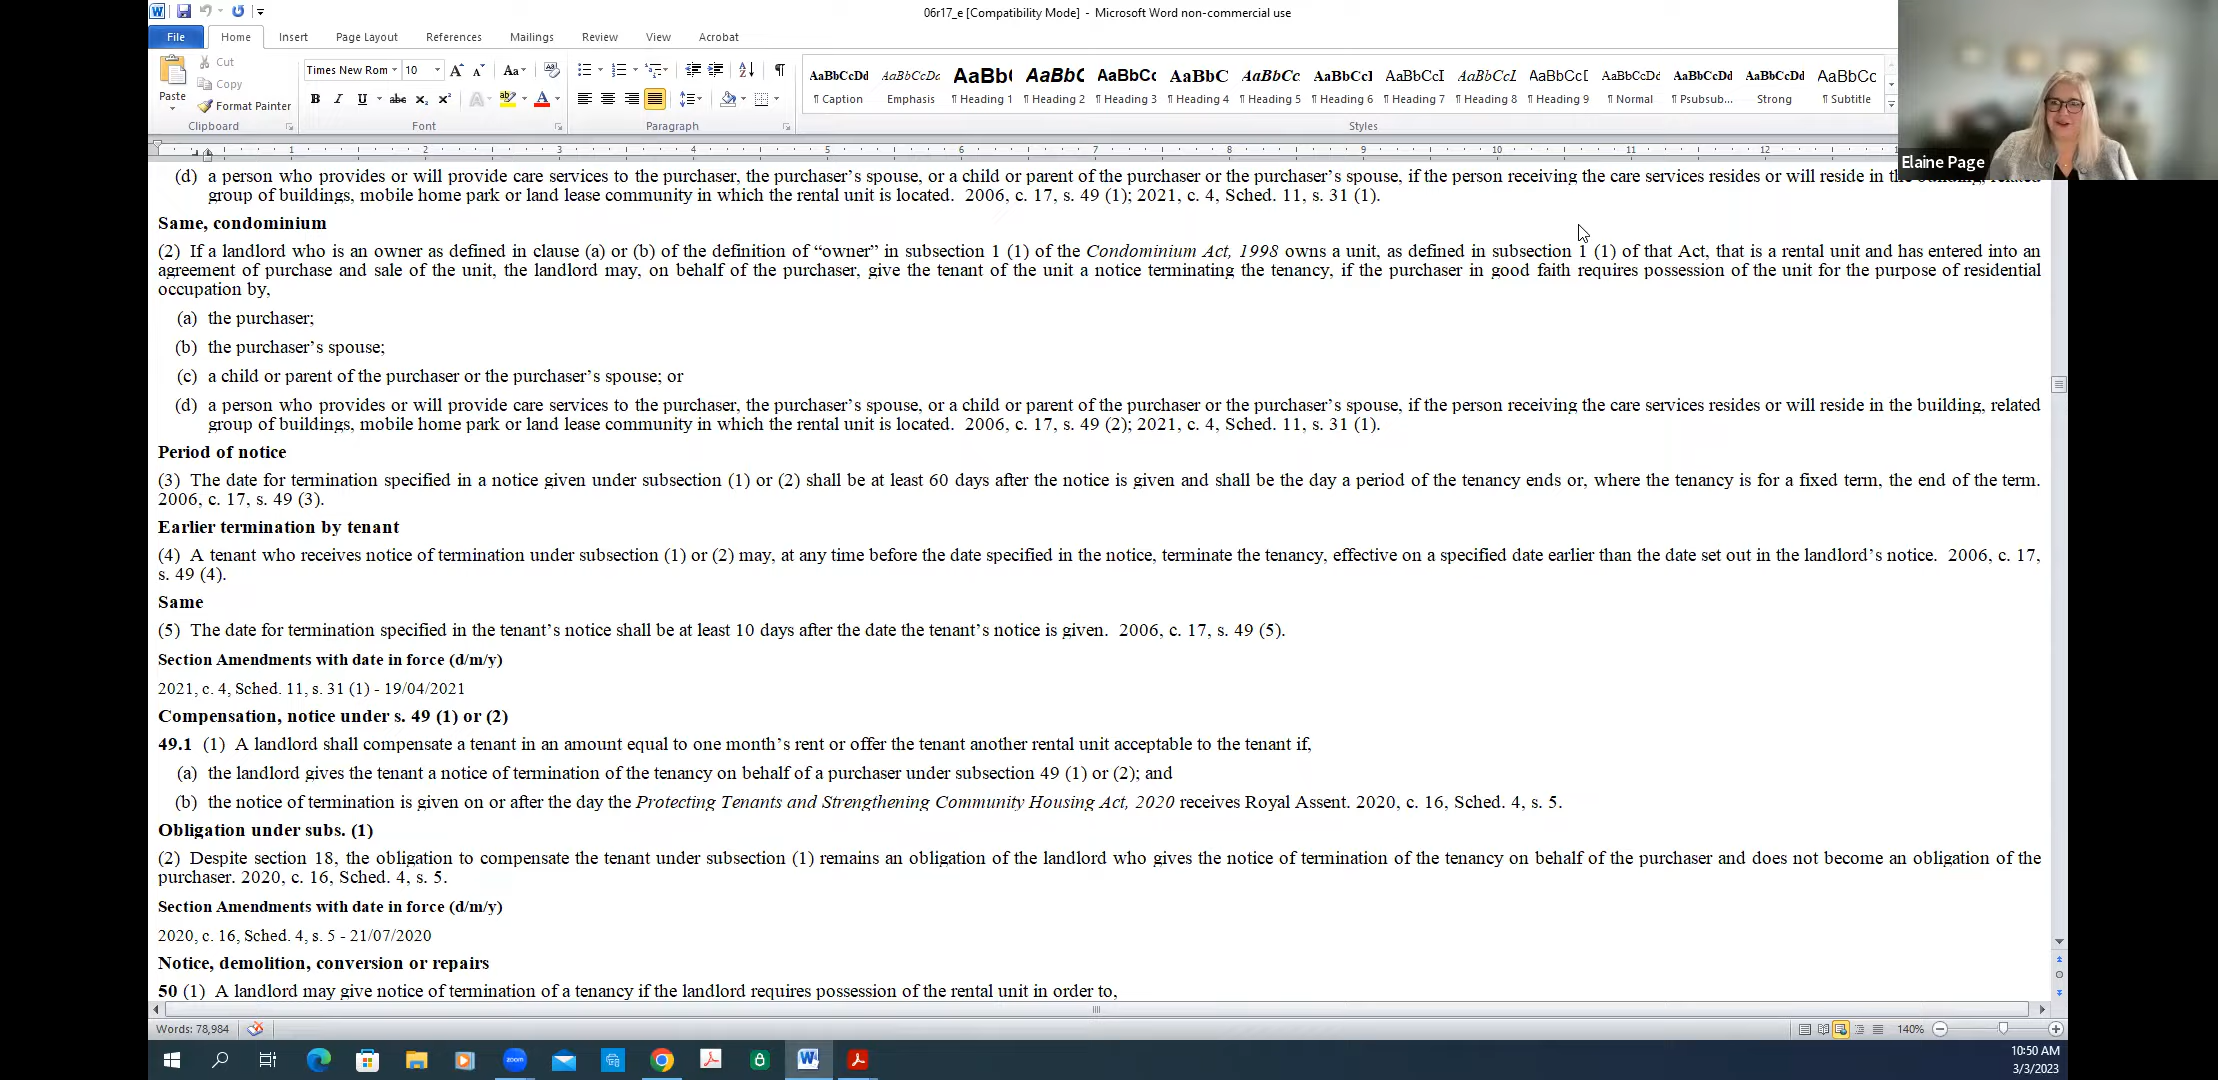 06r17_e [Compatibility Mode] - Microsoft Word non-commercial use
File Home Insert Page Layout References Mailings Review View Acrobat
Paste
Cut
Copy
Format Painter
Clipboard
Times New Rom 10
Font
Paragraph
AaBbCcDd AaBbCcDc AaBb( AaBbC AaBbCc AaBbC AaBbCc AaBbCcI AaBbCcI AaBbCcI AaBbCcI AaBbCcDd AaBbCcDd AaBbCcDd AaBbCc
¶ Caption Emphasis ¶ Heading 1 ¶ Heading 2 ¶ Heading 3 ¶ Heading 4 ¶ Heading 5 ¶ Heading 6 ¶ Heading 7 ¶ Heading 8 ¶ Heading 9 ¶ Normal ¶ Psubsub... Strong ¶ Subtitle
Styles
Elaine Page
1 2 3 4 5 6 7 8 9 10 11 12
(d) a person who provides or will provide care services to the purchaser, the purchaser’s spouse, or a child or parent of the purchaser or the purchaser’s spouse, if the person receiving the care services resides or will reside in the building, related
group of buildings, mobile home park or land lease community in which the rental unit is located. 2006, c. 17, s. 49 (1); 2021, c. 4, Sched. 11, s. 31 (1).
Same, condominium
(2) If a landlord who is an owner as defined in clause (a) or (b) of the definition of “owner” in subsection 1 (1) of the Condominium Act, 1998 owns a unit, as defined in subsection 1 (1) of that Act, that is a rental unit and has entered into an
agreement of purchase and sale of the unit, the landlord may, on behalf of the purchaser, give the tenant of the unit a notice terminating the tenancy, if the purchaser in good faith requires possession of the unit for the purpose of residential
occupation by,
(a) the purchaser;
(b) the purchaser’s spouse;
(c) a child or parent of the purchaser or the purchaser’s spouse; or
(d) a person who provides or will provide care services to the purchaser, the purchaser’s spouse, or a child or parent of the purchaser or the purchaser’s spouse, if the person receiving the care services resides or will reside in the building, related
group of buildings, mobile home park or land lease community in which the rental unit is located. 2006, c. 17, s. 49 (2); 2021, c. 4, Sched. 11, s. 31 (1).
Period of notice
(3) The date for termination specified in a notice given under subsection (1) or (2) shall be at least 60 days after the notice is given and shall be the day a period of the tenancy ends or, where the tenancy is for a fixed term, the end of the term.
2006, c. 17, s. 49 (3).
Earlier termination by tenant
(4) A tenant who receives notice of termination under subsection (1) or (2) may, at any time before the date specified in the notice, terminate the tenancy, effective on a specified date earlier than the date set out in the landlord’s notice. 2006, c. 17,
s. 49 (4).
Same
(5) The date for termination specified in the tenant’s notice shall be at least 10 days after the date the tenant’s notice is given. 2006, c. 17, s. 49 (5).
Section Amendments with date in force (d/m/y)
2021, c. 4, Sched. 11, s. 31 (1) - 19/04/2021
Compensation, notice under s. 49 (1) or (2)
49.1 (1) A landlord shall compensate a tenant in an amount equal to one month’s rent or offer the tenant another rental unit acceptable to the tenant if,
(a) the landlord gives the tenant a notice of termination of the tenancy on behalf of a purchaser under subsection 49 (1) or (2); and
(b) the notice of termination is given on or after the day the Protecting Tenants and Strengthening Community Housing Act, 2020 receives Royal Assent. 2020, c. 16, Sched. 4, s. 5.
Obligation under subs. (1)
(2) Despite section 18, the obligation to compensate the tenant under subsection (1) remains an obligation of the landlord who gives the notice of termination of the tenancy on behalf of the purchaser and does not become an obligation of the
purchaser. 2020, c. 16, Sched. 4, s. 5.
Section Amendments with date in force (d/m/y)
2020, c. 16, Sched. 4, s. 5 - 21/07/2020
Notice, demolition, conversion or repairs
50 (1) A landlord may give notice of termination of a tenancy if the landlord requires possession of the rental unit in order to,
Words: 78,984
140%
10:50 AM
3/3/2023